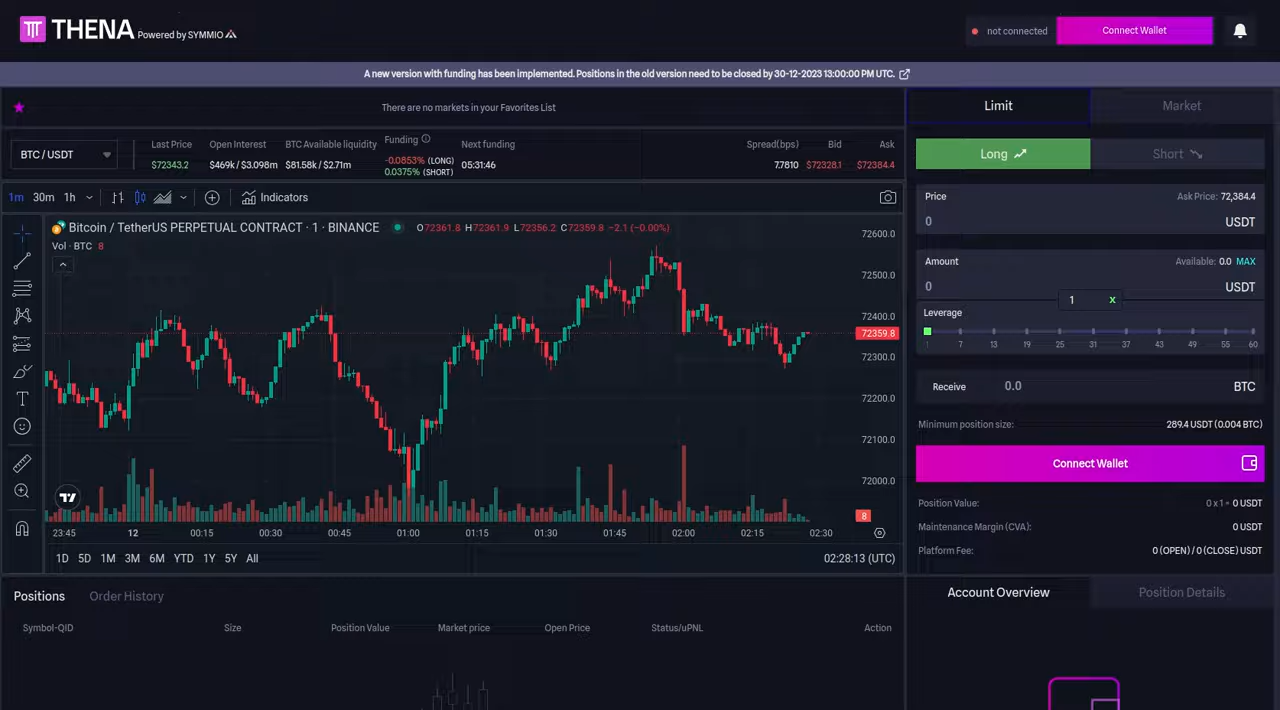 THENA Powered by SYMMIO
not connected
Connect Wallet
A new version with funding has been implemented. Positions in the old version need to be closed by 30-12-2023 13:00:00 PM UTC.
There are no markets in your Favorites List
BTC / USDT
Last Price
$72343.2
Open Interest
$469k / $3.098m
BTC Available liquidity
$81.58k / $2.71m
Funding
-0.0853% (LONG)
0.0375% (SHORT)
Next funding
05:31:46
Spread(bps)
7.7810
Bid
$72328.1
Ask
$72384.4
1m 30m 1h
Indicators
Bitcoin / TetherUS PERPETUAL CONTRACT · 1 · BINANCE
O72361.8 H72361.9 L72356.2 C72359.8 −2.1 (−0.00%)
Vol · BTC 8
72600.0
72500.0
72400.0
72359.8
72300.0
72200.0
72100.0
72000.0
8
23:45 12 00:15 00:30 00:45 01:00 01:15 01:30 01:45 02:00 02:15 02:30
1D 5D 1M 3M 6M YTD 1Y 5Y All
02:28:13 (UTC)
Limit
Market
Long
Short
Price
Ask Price: 72,384.4
0
USDT
Amount
Available: 0.0 MAX
0
USDT
Leverage
1 x
1 7 13 19 25 31 37 43 49 55 60
Receive
0.0
BTC
Minimum position size:
289.4 USDT (0.004 BTC)
Connect Wallet
Position Value:
0 x 1 = 0 USDT
Maintenance Margin (CVA):
0 USDT
Platform Fee:
0 (OPEN) / 0 (CLOSE) USDT
Positions
Order History
Symbol-QID
Size
Position Value
Market price
Open Price
Status/uPNL
Action
Account Overview
Position Details